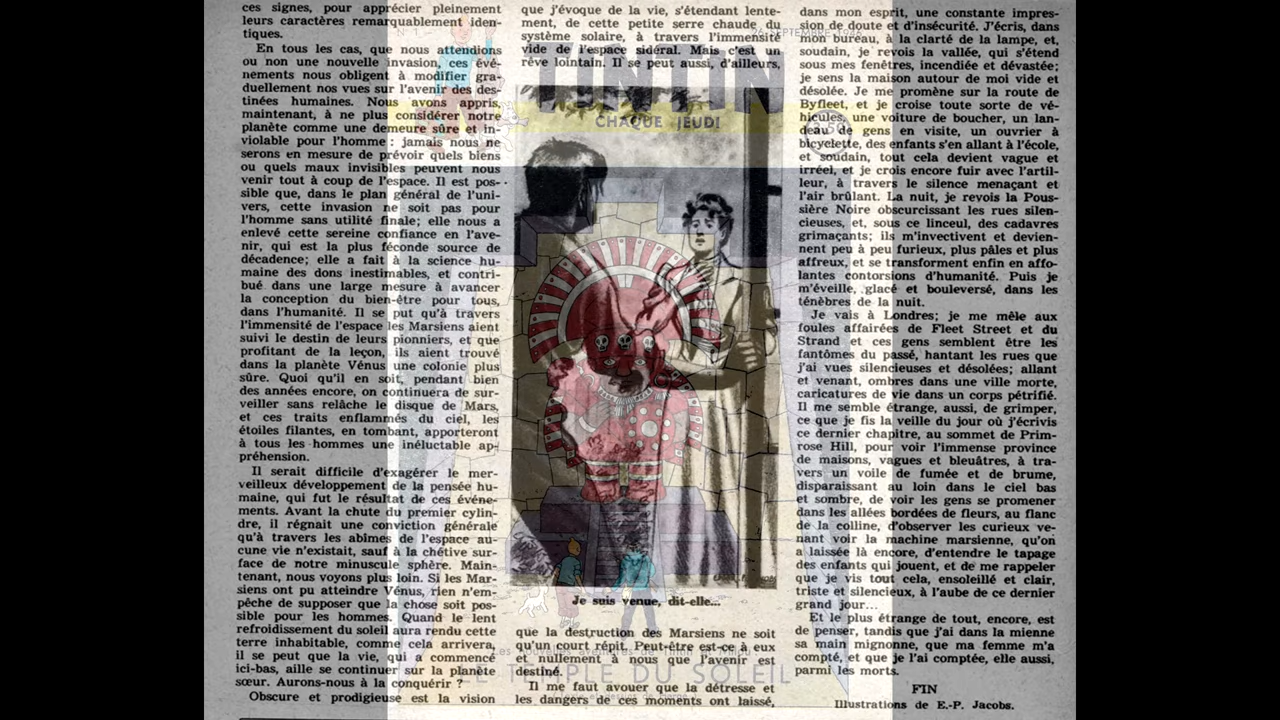 ces signes, pour apprécier pleinement
leurs caractères remarquablement iden-
tiques.
En tous les cas, que nous attendions
ou non une nouvelle invasion, ces évé-
nements nous obligent à modifier gra-
duellement nos vues sur l'avenir des des-
tinées humaines. Nous avons appris,
maintenant, à ne plus considérer notre
planète comme une demeure sûre et in-
violable pour l'homme : jamais nous ne
serons en mesure de prévoir quels biens
ou quels maux invisibles peuvent nous
venir tout à coup de l'espace. Il est pos-
sible que, dans le plan général de l'uni-
vers, cette invasion ne soit pas pour
l'homme sans utilité finale; elle nous a
enlevé cette sereine confiance en l'ave-
nir, qui est la plus féconde source de
décadence; elle a fait à la science hu-
maine des dons inestimables, et contri-
bué dans une large mesure à avancer
la conception du bien-être pour tous,
dans l'humanité. Il se put qu'à travers
l'immensité de l'espace les Marsiens aient
suivi le destin de leurs pionniers, et que
profitant de la leçon, ils aient trouvé
dans la planète Vénus une colonie plus
sûre. Quoi qu'il en soit, pendant bien
des années encore, on continuera de sur-
veiller sans relâche le disque de Mars,
et ces traits enflammés du ciel, les
étoiles filantes, en tombant, apporteront
à tous les hommes une inéluctable ap-
préhension.
Il serait difficile d'exagérer le mer-
veilleux développement de la pensée hu-
maine, qui fut le résultat de ces événe-
ments. Avant la chute du premier cylin-
dre, il régnait une conviction générale
qu'à travers les abîmes de l'espace au-
cune vie n'existait, sauf à la chétive sur-
face de notre minuscule sphère. Main-
tenant, nous voyons plus loin. Si les Mar-
siens ont pu atteindre Vénus, rien n'em-
pêche de supposer que la chose soit pos-
sible pour les hommes. Quand le lent
refroidissement du soleil aura rendu cette
terre inhabitable, comme cela arrivera,
il se peut que la vie, qui a commencé
ici-bas, aille se continuer sur la planète
sœur. Aurons-nous à la conquérir ?
Obscure et prodigieuse est la vision
que j'évoque de la vie, s'étendant lente-
ment, de cette petite serre chaude du
système solaire, à travers l'immensité
vide de l'espace sidéral. Mais c'est un
rêve lointain. Il se peut aussi, d'ailleurs,
TINTIN
CHAQUE JEUDI
Je suis venue, dit-elle...
que la destruction des Marsiens ne soit
qu'un court répit. Peut-être est-ce à eux
et nullement à nous que l'avenir est
destiné.
LE TEMPLE DU SOLEIL
Il me faut avouer que la détresse et
les dangers de ces moments ont laissé,
dans mon esprit, une constante impres-
sion de doute et d'insécurité. J'écris, dans
mon bureau, à la clarté de la lampe, et,
soudain, je revois la vallée, qui s'étend
sous mes fenêtres, incendiée et dévastée;
je sens la maison autour de moi vide et
désolée. Je me promène sur la route de
Byfleet, et je croise toute sorte de vé-
hicules, une voiture de boucher, un lan-
deau de gens en visite, un ouvrier à
bicyclette, des enfants s'en allant à l'école,
et soudain, tout cela devient vague et
irréel, et je crois encore fuir avec l'artil-
leur, à travers le silence menaçant et
l'air brûlant. La nuit, je revois la Pous-
sière Noire obscurcissant les rues silen-
cieuses, et, sous ce linceul, des cadavres
grimaçants; ils m'invectivent et devien-
nent peu à peu furieux, plus pâles et plus
affreux, et se transforment enfin en affo-
lantes contorsions d'humanité. Puis je
m'éveille, glacé et bouleversé, dans les
ténèbres de la nuit.
Je vais à Londres; je me mêle aux
foules affairées de Fleet Street et du
Strand et ces gens semblent être les
fantômes du passé, hantant les rues que
j'ai vues silencieuses et désolées; allant
et venant, ombres dans une ville morte,
caricatures de vie dans un corps pétrifié.
Il me semble étrange, aussi, de grimper,
ce que je fis la veille du jour où j'écrivis
ce dernier chapitre, au sommet de Prim-
rose Hill, pour voir l'immense province
de maisons, vagues et bleuâtres, à tra-
vers un voile de fumée et de brume,
disparaissant au loin dans le ciel bas
et sombre, de voir les gens se promener
dans les allées bordées de fleurs, au flanc
de la colline, d'observer les curieux ve-
nant voir la machine marsienne, qu'on
a laissée là encore, d'entendre le tapage
des enfants qui jouent, et de me rappeler
que je vis tout cela, ensoleillé et clair,
triste et silencieux, à l'aube de ce dernier
grand jour...
Et le plus étrange de tout, encore, est
de penser, tandis que j'ai dans la mienne
sa main mignonne, que ma femme m'a
compté, et que je l'ai comptée, elle aussi,
parmi les morts.
FIN
Illustrations de E.-P. Jacobs.